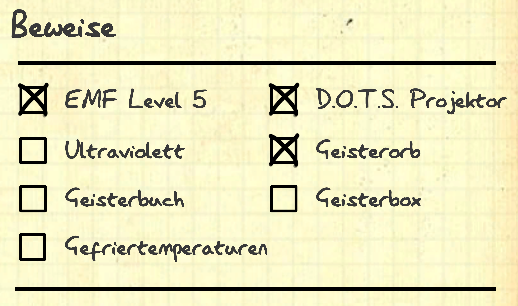 Beweise
EMF Level 5
D.O.T.S. Projektor
Ultraviolett
Geisterorb
Geisterbuch
Geisterbox
Gefriertemperaturen